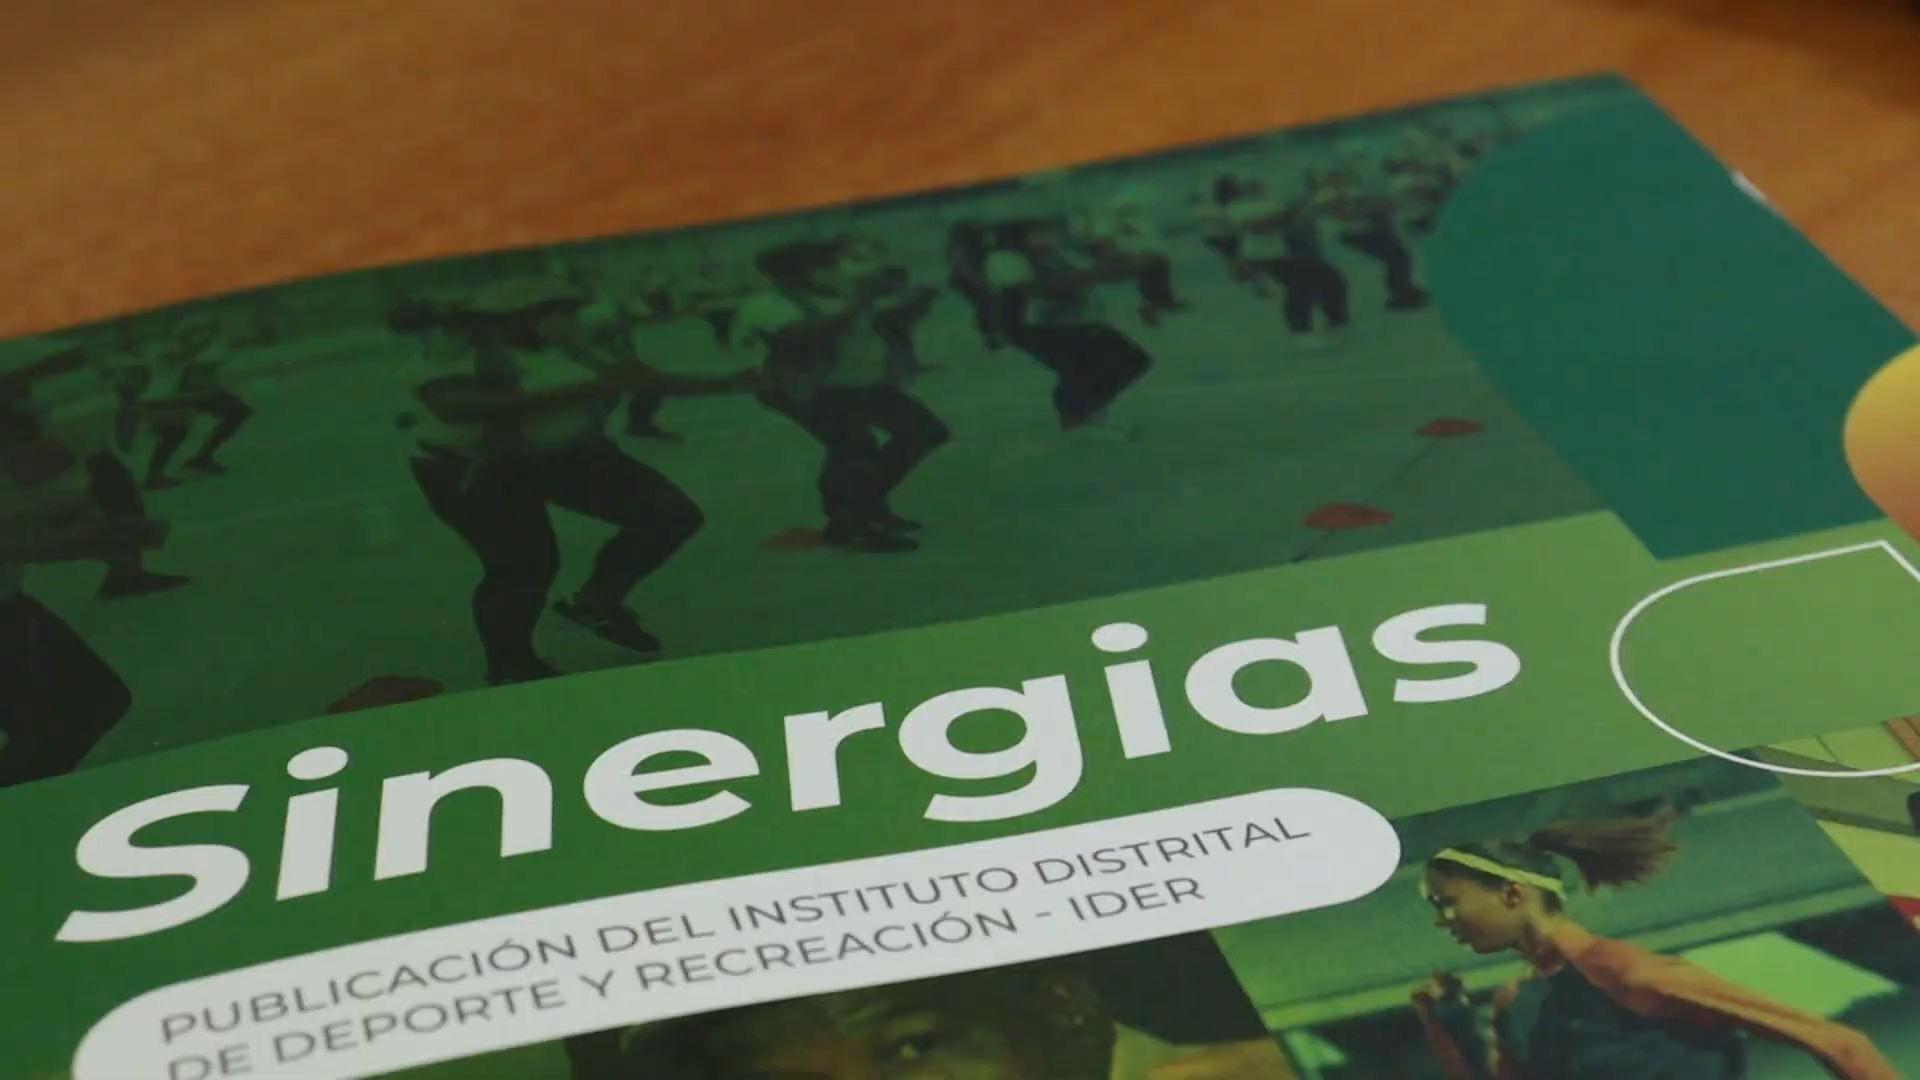 Sinergias
PUBLICACIÓN DEL INSTITUTO DISTRITAL
DE DEPORTE Y RECREACIÓN - IDER